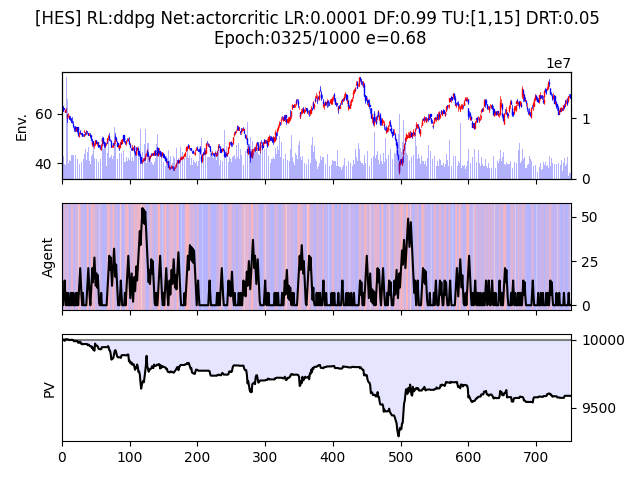 [HES] RL:ddpg Net:actorcritic LR:0.0001 DF:0.99 TU:[1,15] DRT:0.05
Epoch:0325/1000 e=0.68
1e7
Env.
60
40
1
0
Agent
50
25
0
PV
10000
9500
0 100 200 300 400 500 600 700